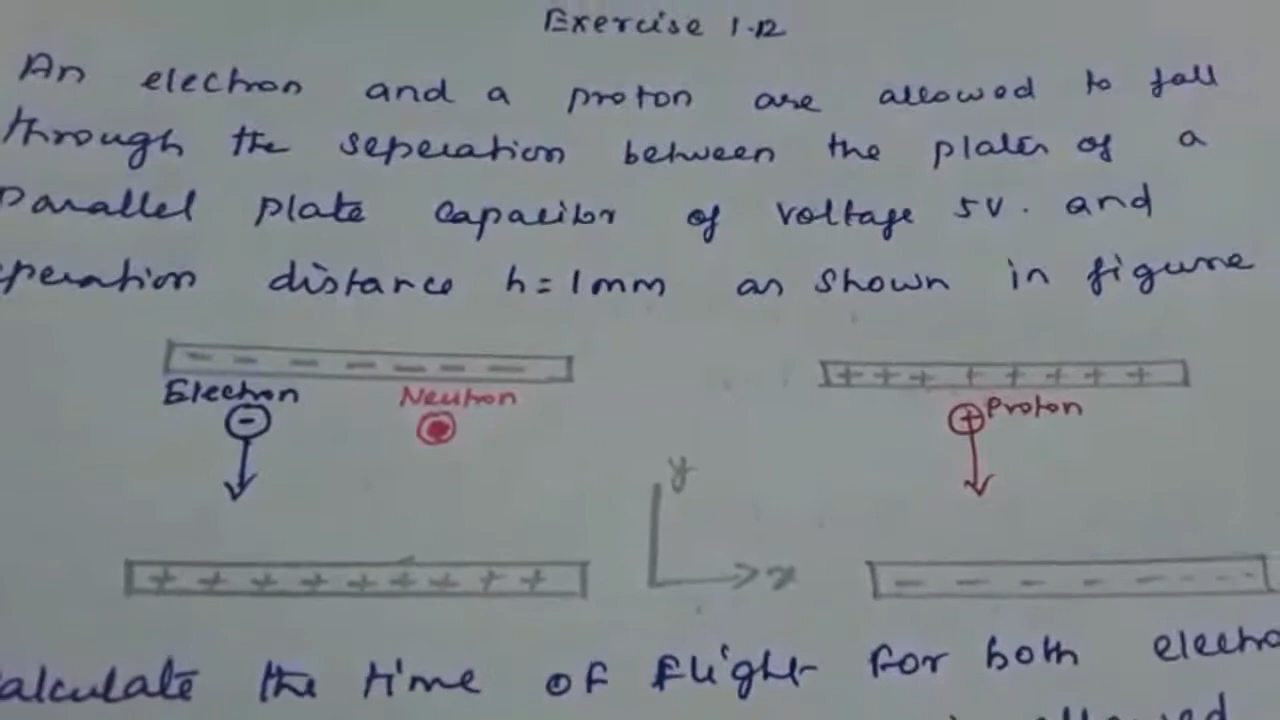 Exercise 1.12
An electron and a proton are allowed to fall
through the seperation between the plates of a
Parallel plate capacitor of voltage 5V. and
peration distance h=1mm as shown in figure
- - - - - - -
+ + + + + + + +
Electron
Neutron
Proton
-
+
y
x
+ + + + + + + +
- - - - - - - -
alculate the time of flight for both electro